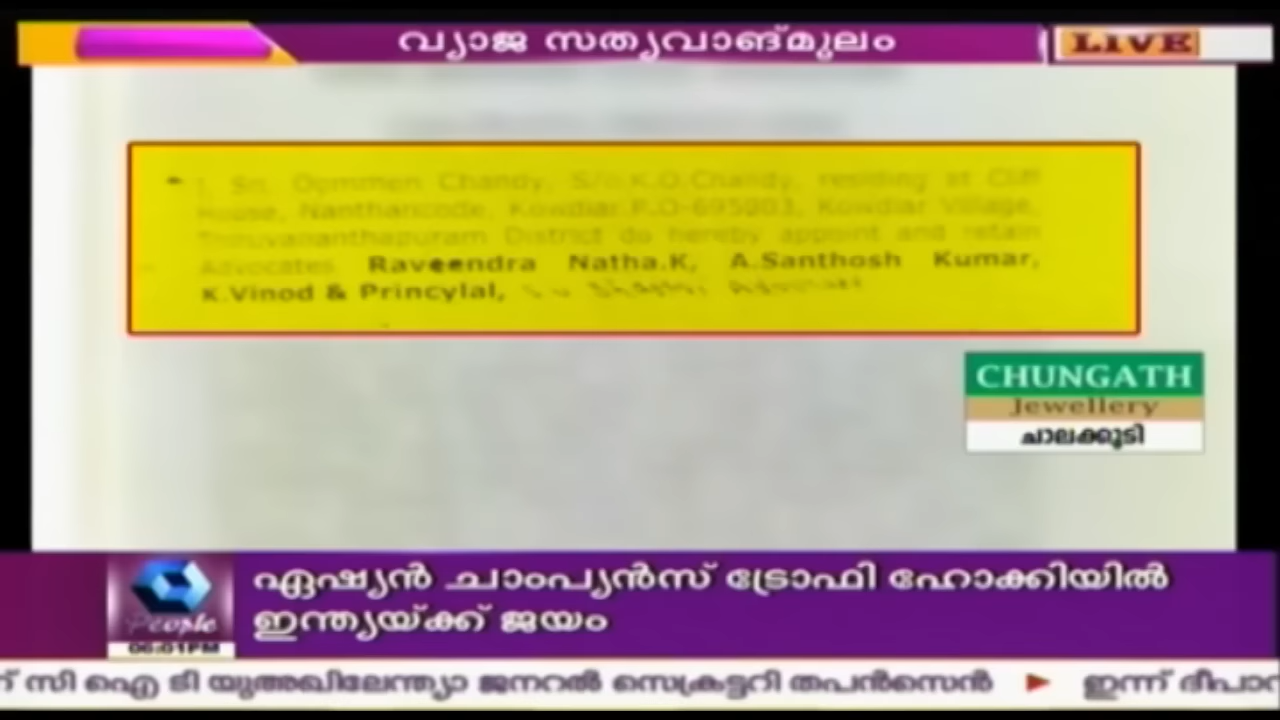 വ്യാജ സത്യവാങ്മൂലം
LIVE
I, Sri. Oommen Chandy, S/o.K.O.Chandy, residing at Cliff
House, Nanthancode, Kowdiar.P.O-695003, Kowdiar Village,
Thiruvananthapuram District do hereby appoint and retain
Advocates Raveendra Natha.K, A.Santhosh Kumar,
K.Vinod & Princylal,
CHUNGATH
Jewellery
ചാലക്കുടി
ഏഷ്യൻ ചാംപ്യൻസ് ട്രോഫി ഹോക്കിയിൽ
ഇന്ത്യയ്ക്ക് ജയം
People
06:01PM
സി ഐ ടി യുഅഖിലേന്ത്യാ ജനറൽ സെക്രട്ടറി തപൻസെൻ ഇന്ന്